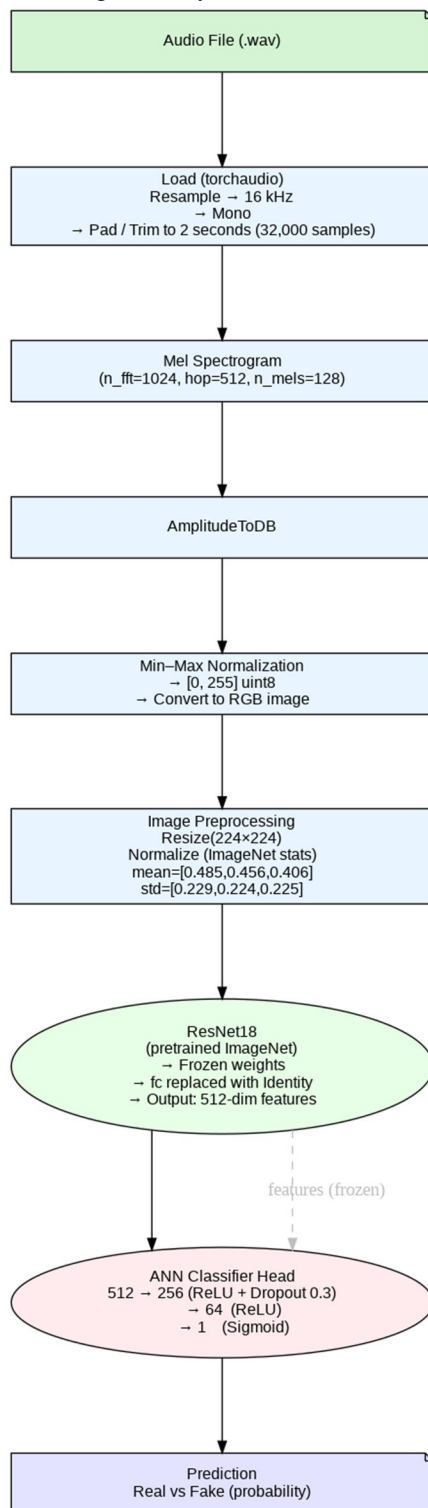 Audio File (.wav)
Load (torchaudio)
Resample → 16 kHz
→ Mono
→ Pad / Trim to 2 seconds (32,000 samples)
Mel Spectrogram
(n_fft=1024, hop=512, n_mels=128)
AmplitudeToDB
Min–Max Normalization
→ [0, 255] uint8
→ Convert to RGB image
Image Preprocessing
Resize(224×224)
Normalize (ImageNet stats)
mean=[0.485,0.456,0.406]
std=[0.229,0.224,0.225]
ResNet18
(pretrained ImageNet)
→ Frozen weights
→ fc replaced with Identity
→ Output: 512-dim features
features (frozen)
ANN Classifier Head
512 → 256 (ReLU + Dropout 0.3)
→ 64 (ReLU)
→ 1 (Sigmoid)
Prediction
Real vs Fake (probability)